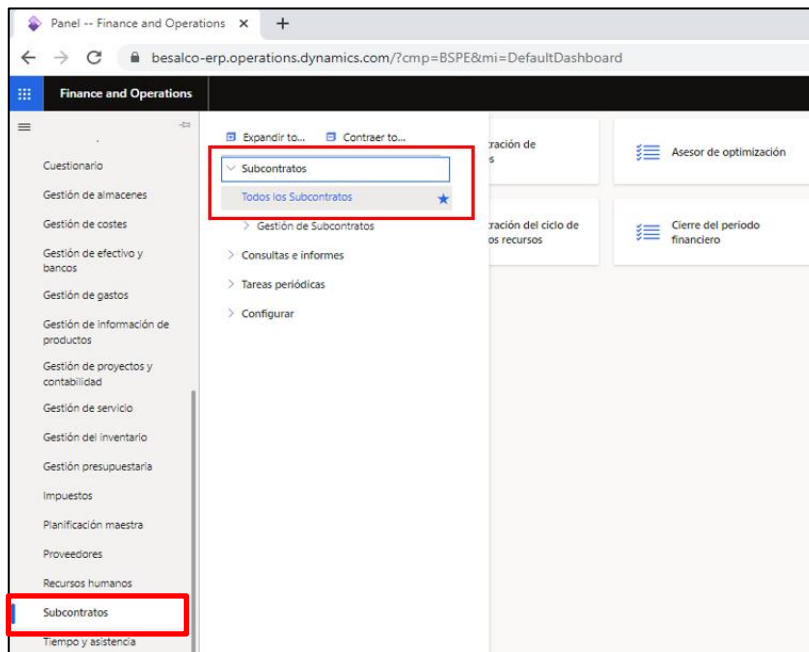 Panel -- Finance and Operations
besalco-erp.operations.dynamics.com/?cmp=BSPE&mi=DefaultDashboard
Finance and Operations
Cuestionario
Gestión de almacenes
Gestión de costes
Gestión de efectivo y
bancos
Gestión de gastos
Gestión de información de
productos
Gestión de proyectos y
contabilidad
Gestión de servicio
Gestión del inventario
Gestión presupuestaria
Impuestos
Planificación maestra
Proveedores
Recursos humanos
Subcontratos
Tiempo y asistencia
Expandir to... Contraer to...
Subcontratos
Todos los Subcontratos
Gestión de Subcontratos
Consultas e informes
Tareas periódicas
Configurar
tración de
s
Asesor de optimización
tración del ciclo de
os recursos
Cierre del periodo
financiero